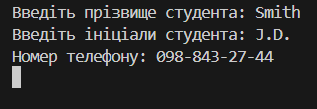 Введіть прізвище студента: Smith
Введіть ініціали студента: J.D.
Номер телефону: 098-843-27-44